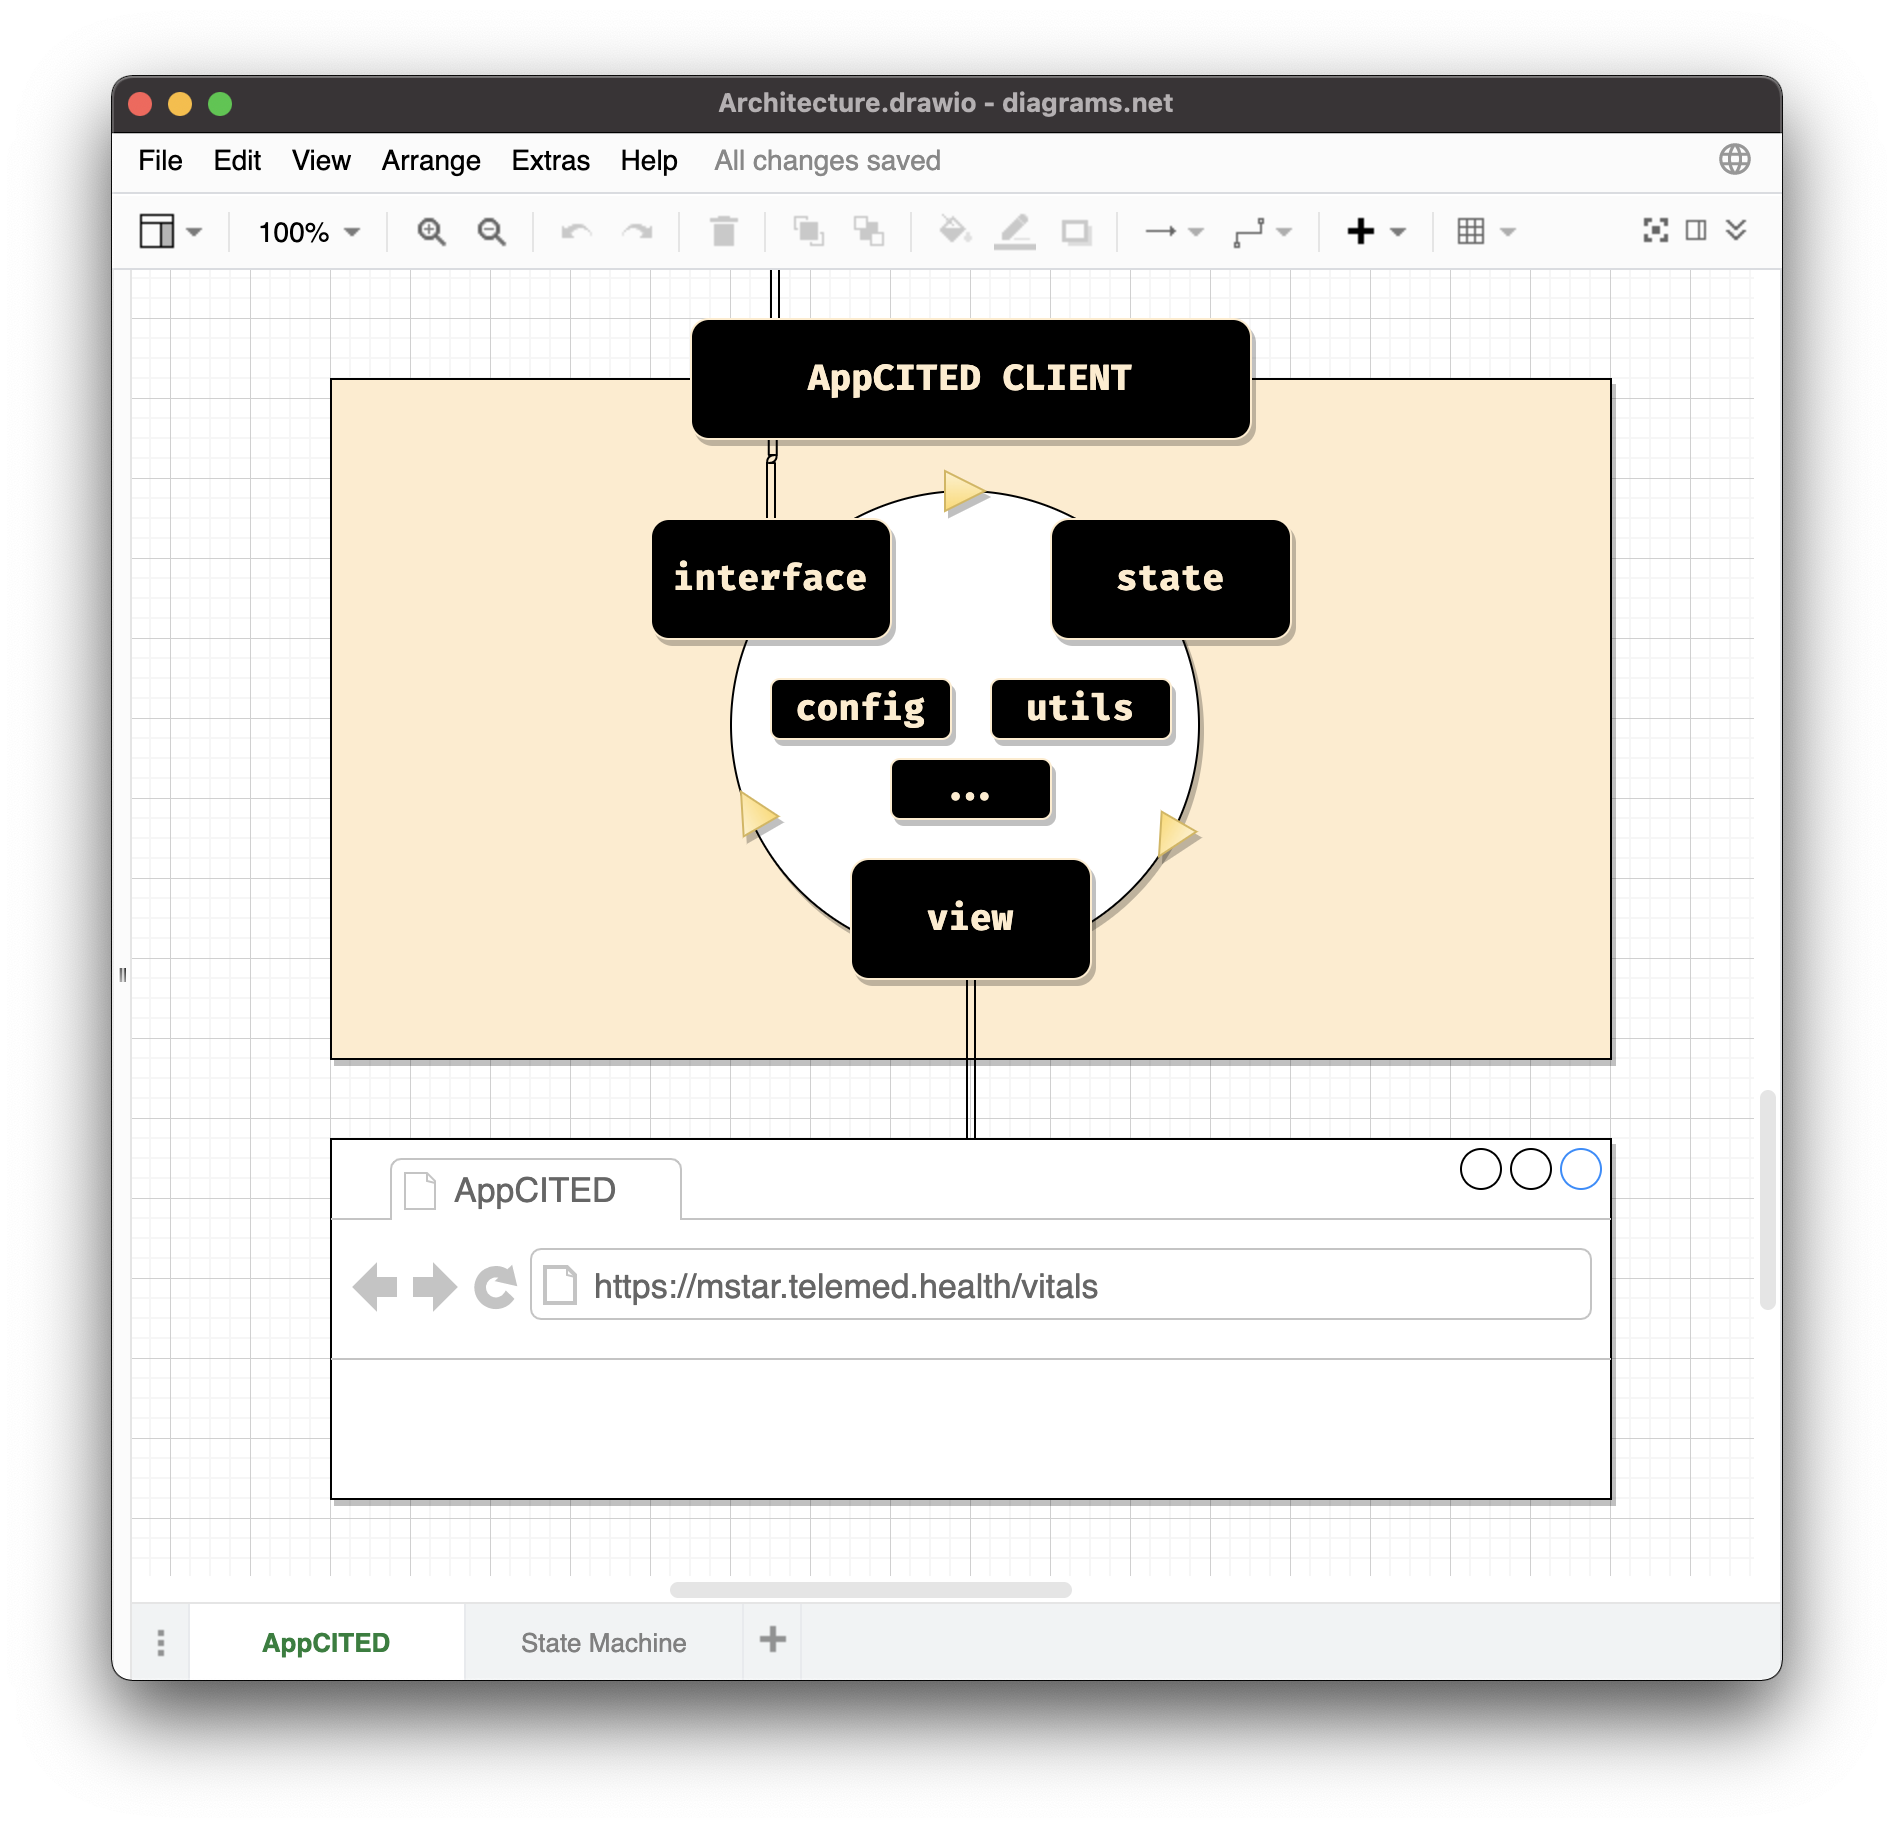 Architecture.drawio - diagrams.net
File Edit View Arrange Extras Help All changes saved
100%
AppCITED CLIENT
interface state
config utils
...
view
AppCITED
https://mstar.telemed.health/vitals
AppCITED State Machine